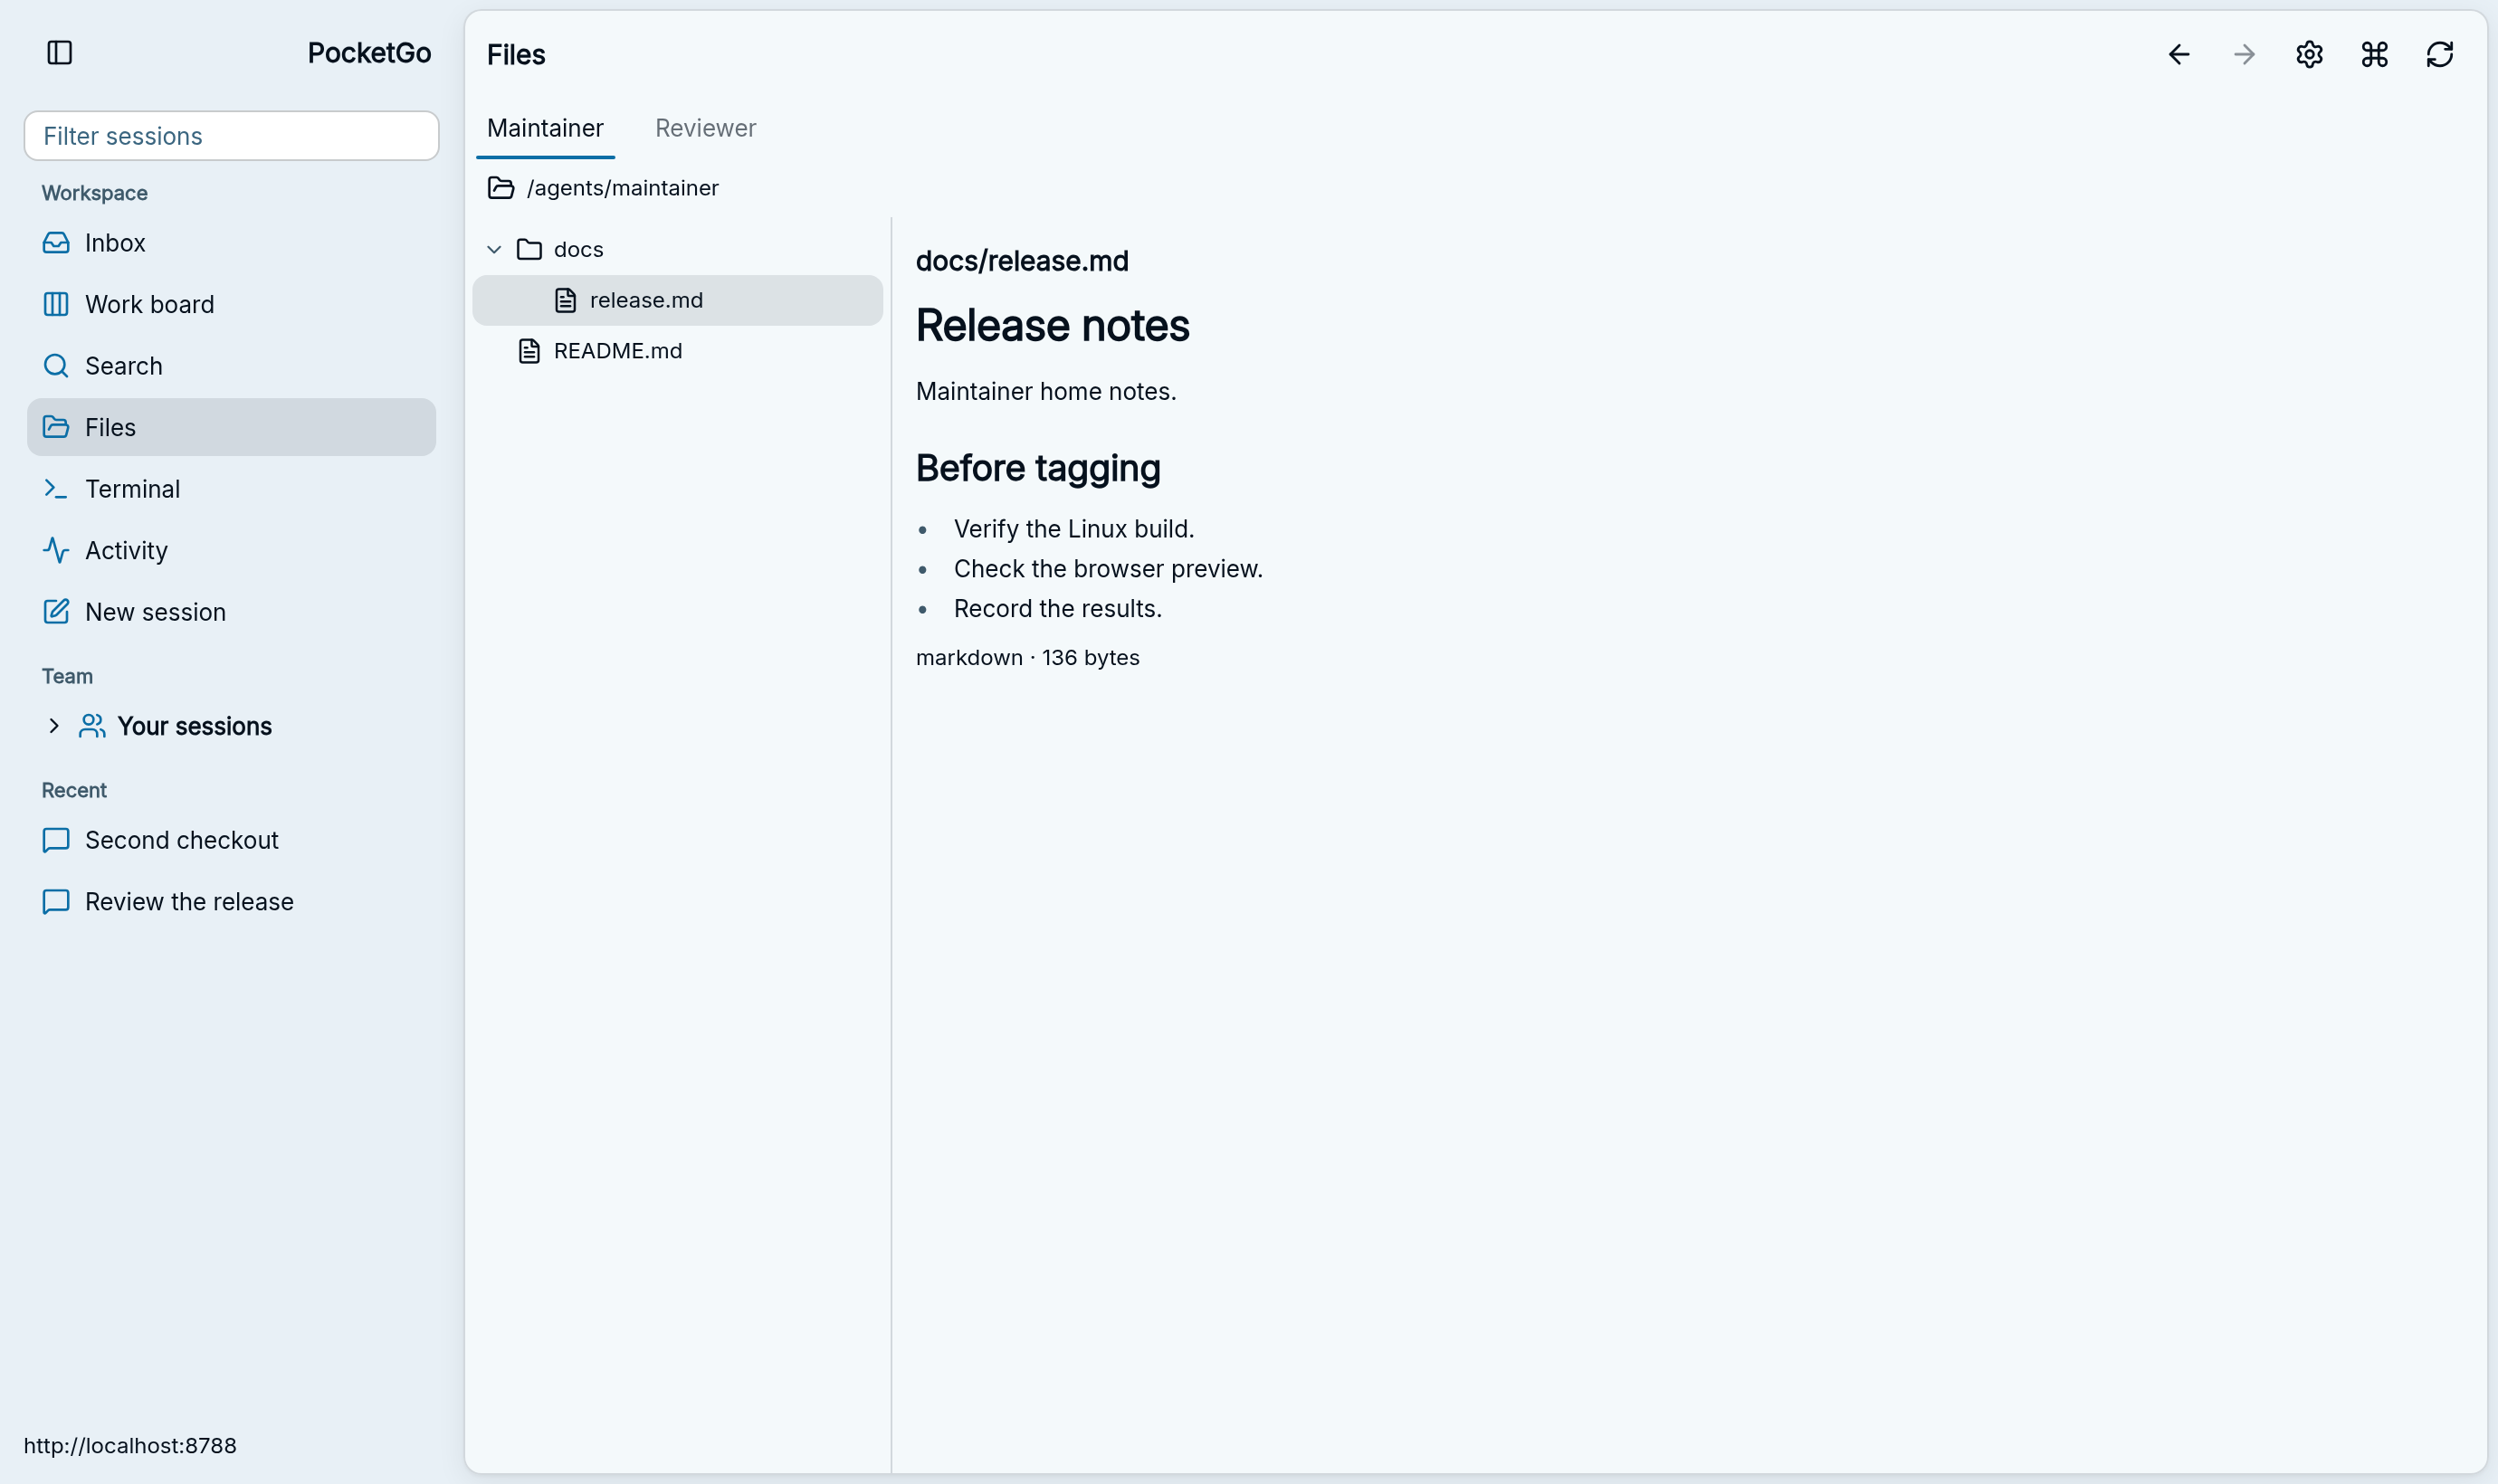 PocketGo
Filter sessions
Workspace
Inbox
Work board
Search
Files
Terminal
Activity
New session
Team
Your sessions
Recent
Second checkout
Review the release
http://localhost:8788
Files
Maintainer
Reviewer
/agents/maintainer
docs
release.md
README.md
docs/release.md
Release notes
Maintainer home notes.
Before tagging
• Verify the Linux build.
• Check the browser preview.
• Record the results.
markdown · 136 bytes